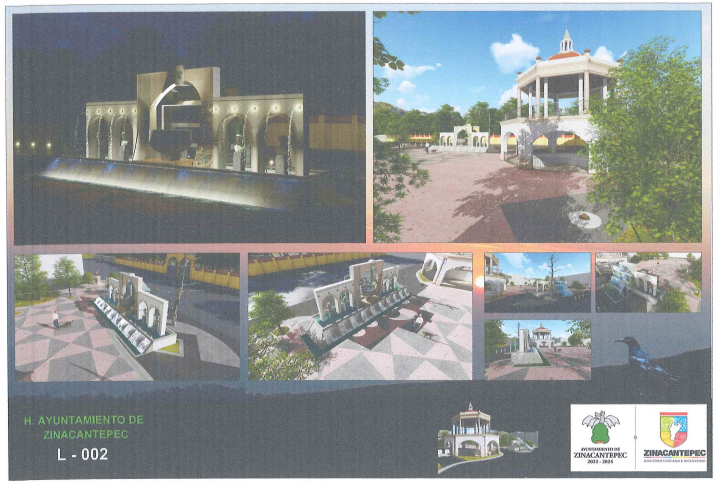 H. AYUNTAMIENTO DE
ZINACANTEPEC
L - 002
AYUNTAMIENTO DE
ZINACANTEPEC
2022 - 2024
ZINACANTEPEC